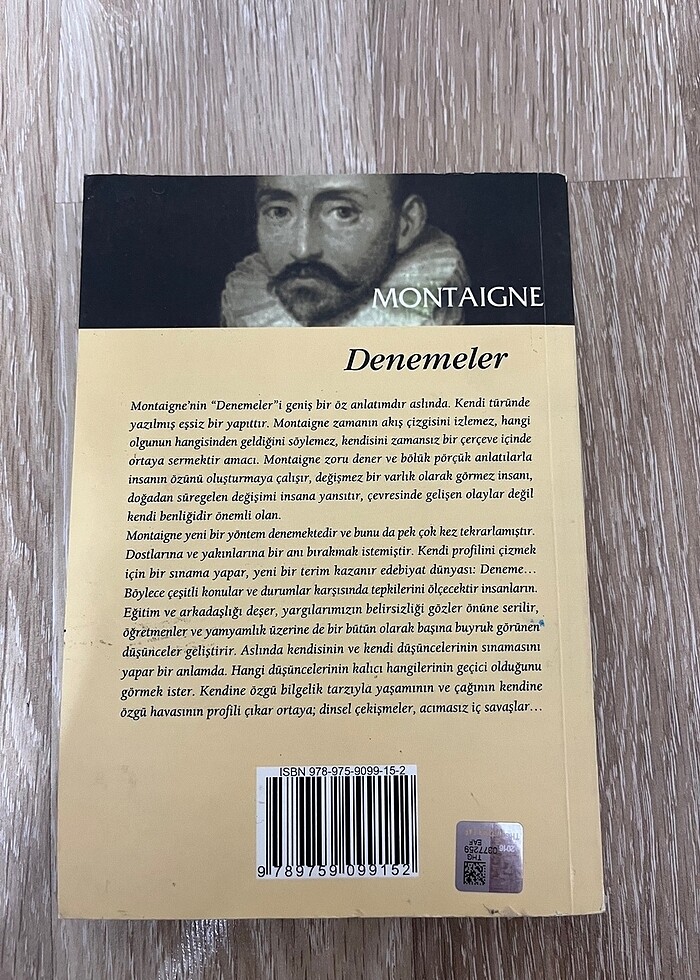 MONTAIGNE
Denemeler
Montaigne'nin "Denemeler"i geniş bir öz anlatımdır aslında. Kendi türünde
yazılmış eşsiz bir yapıttır. Montaigne zamanın akış çizgisini izlemez, hangi
olgunun hangisinden geldiğini söylemez, kendisini zamansız bir çerçeve içinde
ortaya sermektir amacı. Montaigne zoru dener ve bölük pörçük anlatılarla
insanın özünü oluşturmaya çalışır, değişmez bir varlık olarak görmez insanı,
doğadan süregelen değişimi insana yansıtır, çevresinde gelişen olaylar değil
kendi benliğidir önemli olan.
Montaigne yeni bir yöntem denemektedir ve bunu da pek çok kez tekrarlamıştır.
Dostlarına ve yakınlarına bir anı bırakmak istemiştir. Kendi profilini çizmek
için bir sınama yapar, yeni bir terim kazanır edebiyat dünyası: Deneme...
Böylece çeşitli konular ve durumlar karşısında tepkilerini ölçecektir insanların.
Eğitim ve arkadaşlığı deşer, yargılarımızın belirsizliği gözler önüne serilir,
öğretmenler ve yamyamlık üzerine de bir bütün olarak başına buyruk görünen
düşünceler geliştirir. Aslında kendisinin ve kendi düşüncelerinin sınamasını
yapar bir anlamda. Hangi düşüncelerinin kalıcı hangilerinin geçici olduğunu
görmek ister. Kendine özgü bilgelik tarzıyla yaşamının ve çağının kendine
özgü havasının profili çıkar ortaya; dinsel çekişmeler, acımasız iç savaşlar...
ISBN 978-975-9099-15-2
9 789759 099152
2016
EAF
0377259
THG